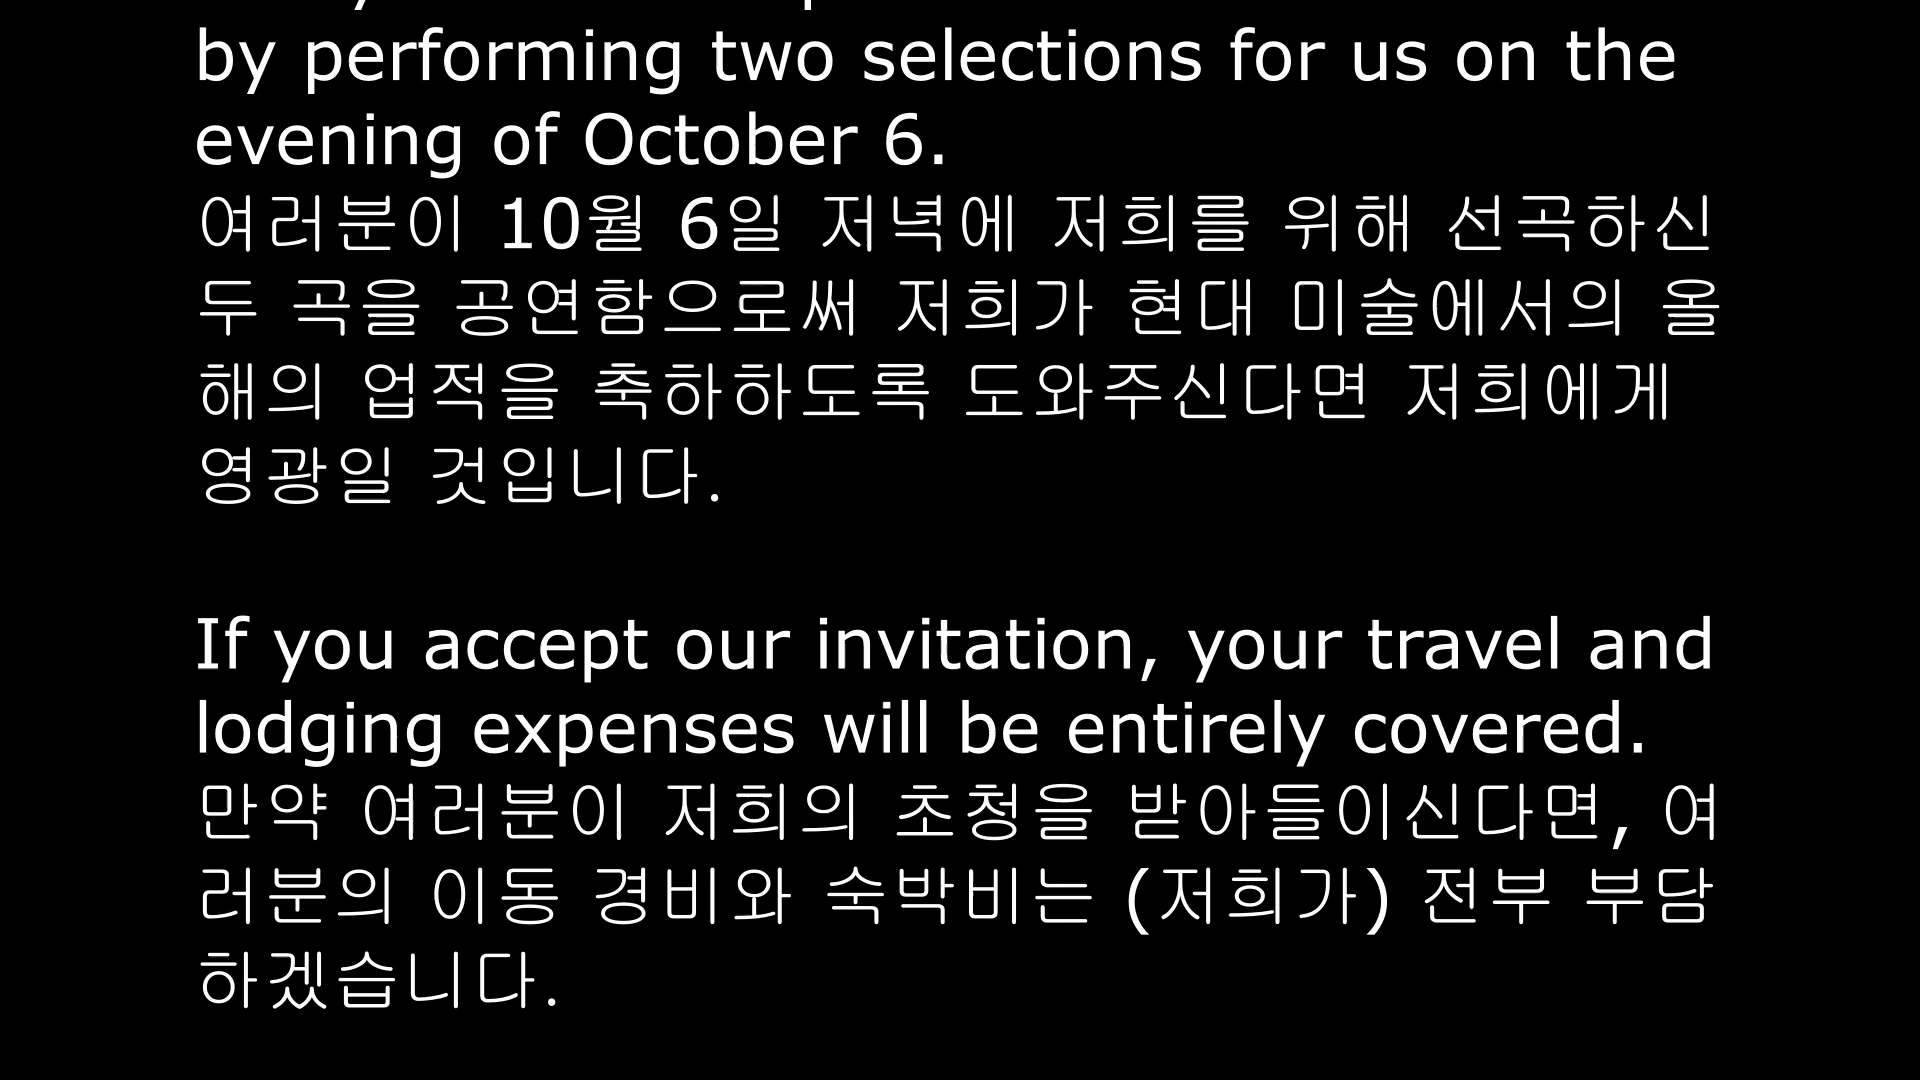 by performing two selections for us on the
evening of October 6.
여러분이 10월 6일 저녁에 저희를 위해 선곡하신
두 곡을 공연함으로써 저희가 현대 미술에서의 올
해의 업적을 축하하도록 도와주신다면 저희에게
영광일 것입니다.
If you accept our invitation, your travel and
lodging expenses will be entirely covered.
만약 여러분이 저희의 초청을 받아들이신다면, 여
러분의 이동 경비와 숙박비는 (저희가) 전부 부담
하겠습니다.